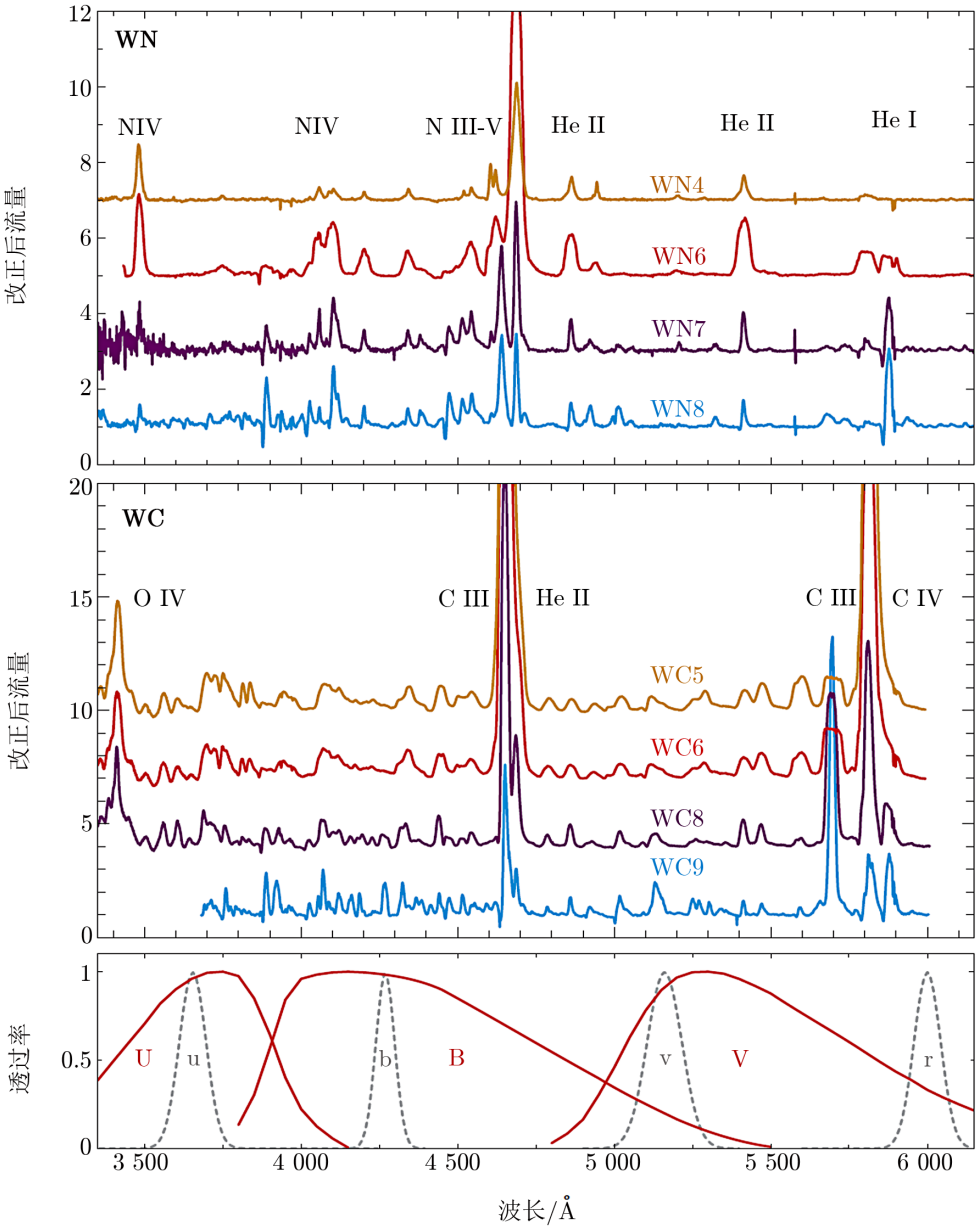 12
WN
10
NIV
NIV
N III-V
He II
He II
He I
8
WN4
6
WN6
4
WN7
2
WN8
0
改正后流量
20
WC
15
O IV
C III
He II
C III
C IV
WC5
10
WC6
5
WC8
WC9
0
改正后流量
1
0.5
U
u
b
B
v
V
r
0
透过率
3 500
4 000
4 500
5 000
5 500
6 000
波长/Å